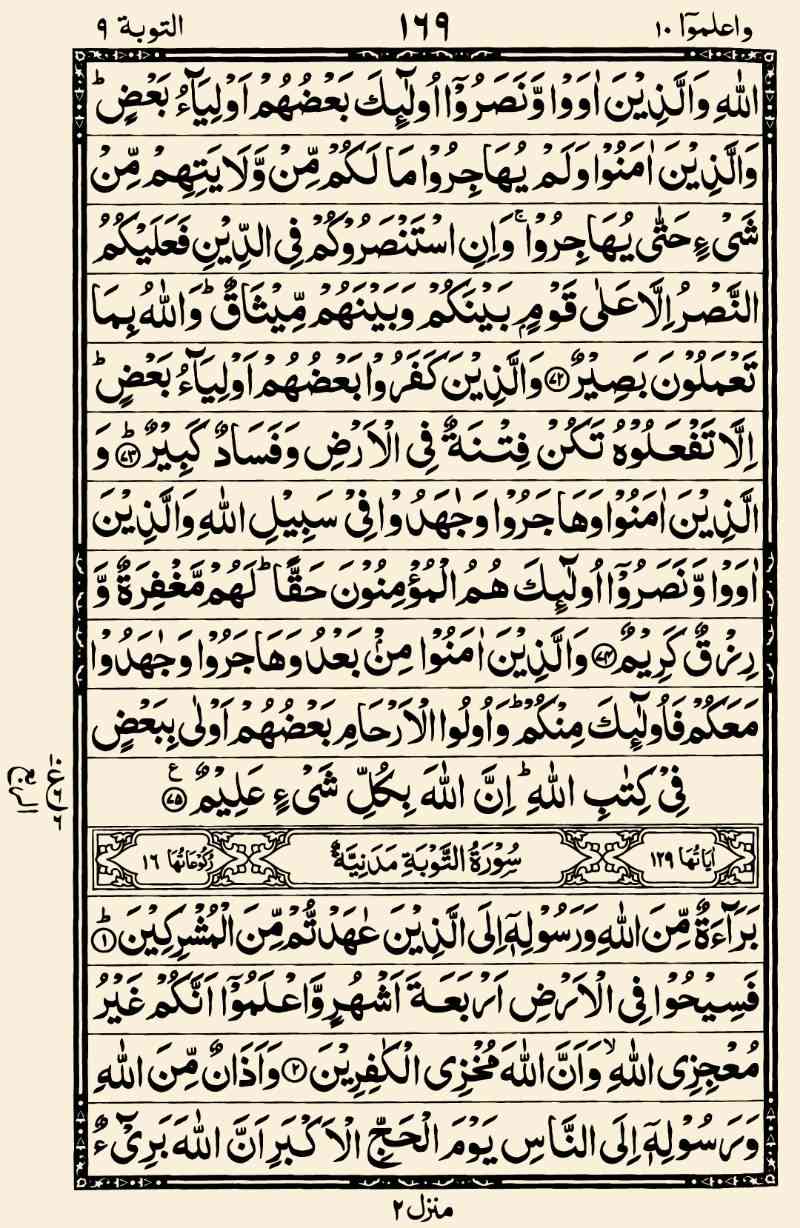 واعلموۤا ١٠
١٦٩
التوبة ٩
اللّٰهِ وَالَّذِيْنَ اٰوَوْا وَّنَصَرُوْۤا اُولٰٓئِكَ بَعْضُهُمْ اَوْلِيَآءُ بَعْضٍ ؕ
وَالَّذِيْنَ اٰمَنُوْا وَلَمْ يُهَاجِرُوْا مَا لَكُمْ مِّنْ وَّلَايَتِهِمْ مِّنْ
شَیْءٍ حَتّٰى يُهَاجِرُوْا ۚ وَاِنِ اسْتَنْصَرُوْكُمْ فِى الدِّيْنِ فَعَلَيْكُمُ
النَّصْرُ اِلَّا عَلٰى قَوْمٍۭ بَيْنَكُمْ وَبَيْنَهُمْ مِّيْثَاقٌ ؕ وَاللّٰهُ بِمَا
تَعْمَلُوْنَ بَصِيْرٌ ﴿٧٢﴾ وَالَّذِيْنَ كَفَرُوْا بَعْضُهُمْ اَوْلِيَآءُ بَعْضٍ ؕ
اِلَّا تَفْعَلُوْهُ تَكُنْ فِتْنَةٌ فِى الْاَرْضِ وَفَسَادٌ كَبِيْرٌ ؕ ﴿٧٣﴾ وَ
الَّذِيْنَ اٰمَنُوْا وَهَاجَرُوْا وَجٰهَدُوْا فِىْ سَبِيْلِ اللّٰهِ وَالَّذِيْنَ
اٰوَوْا وَّنَصَرُوْۤا اُولٰٓئِكَ هُمُ الْمُؤْمِنُوْنَ حَقًّا ؕ لَهُمْ مَّغْفِرَةٌ وَّ
رِزْقٌ كَرِيْمٌ ﴿٧٤﴾ وَالَّذِيْنَ اٰمَنُوْا مِنْۢ بَعْدُ وَهَاجَرُوْا وَجٰهَدُوْا
مَعَكُمْ فَاُولٰٓئِكَ مِنْكُمْ ؕ وَاُولُوا الْاَرْحَامِ بَعْضُهُمْ اَوْلٰى بِبَعْضٍ
فِىْ كِتٰبِ اللّٰهِ ؕ اِنَّ اللّٰهَ بِكُلِّ شَیْءٍ عَلِيْمٌ ﴿٧٥﴾ ع
اٰيَاتُهَا ١٢٩
سُوْرَةُ التَّوْبَةِ مَدَنِيَّةٌ
رُكُوْعَاتُهَا ١٦
بَرَآءَةٌ مِّنَ اللّٰهِ وَرَسُوْلِهٖۤ اِلَى الَّذِيْنَ عٰهَدْتُّمْ مِّنَ الْمُشْرِكِيْنَ ؕ ﴿١﴾
فَسِيْحُوْا فِى الْاَرْضِ اَرْبَعَةَ اَشْهُرٍ وَّاعْلَمُوْۤا اَنَّكُمْ غَيْرُ
مُعْجِزِى اللّٰهِ ۙ وَاَنَّ اللّٰهَ مُخْزِى الْكٰفِرِيْنَ ﴿٢﴾ وَاَذَانٌ مِّنَ اللّٰهِ
وَرَسُوْلِهٖۤ اِلَى النَّاسِ يَوْمَ الْحَجِّ الْاَكْبَرِ اَنَّ اللّٰهَ بَرِىْٓءٌ
منزل ٢